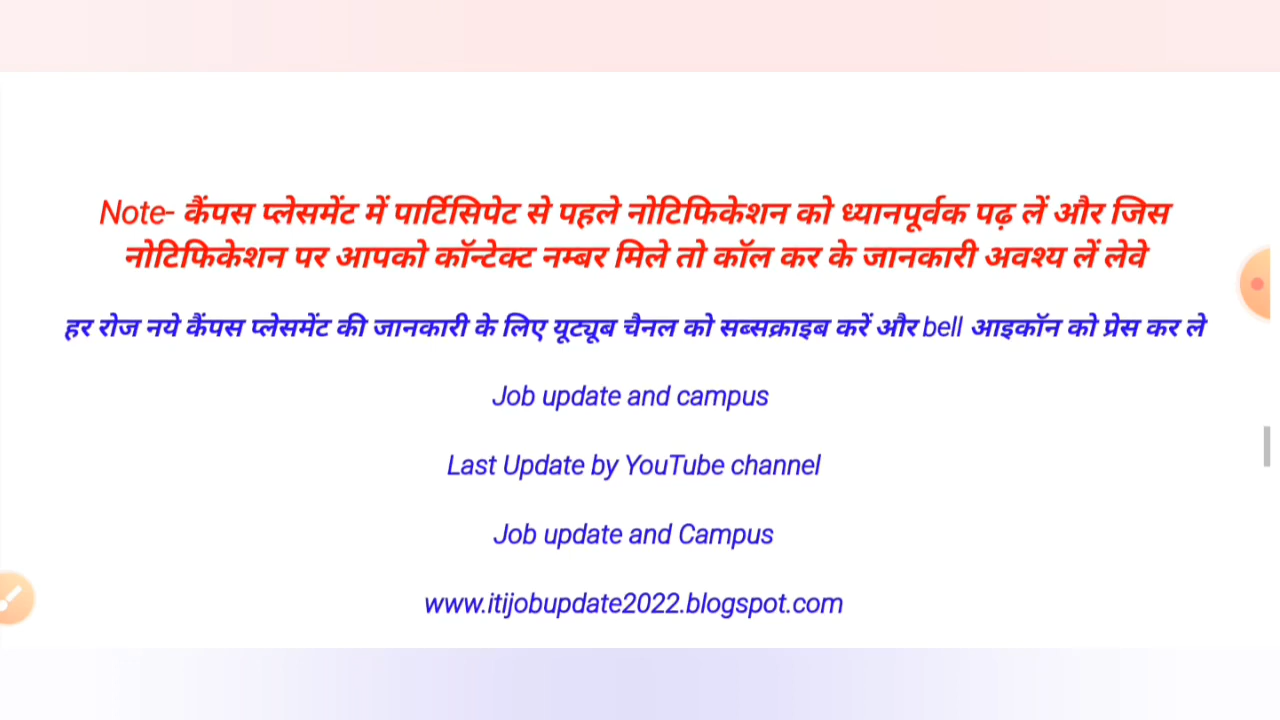 Note- कैंपस प्लेसमेंट में पार्टिसिपेट से पहले नोटिफिकेशन को ध्यानपूर्वक पढ़ लें और जिस
नोटिफिकेशन पर आपको कॉन्टेक्ट नम्बर मिले तो कॉल कर के जानकारी अवश्य लें लेवे
हर रोज नये कैंपस प्लेसमेंट की जानकारी के लिए यूट्यूब चैनल को सब्सक्राइब करें और bell आइकॉन को प्रेस कर ले
Job update and campus
Last Update by YouTube channel
Job update and Campus
www.itijobupdate2022.blogspot.com